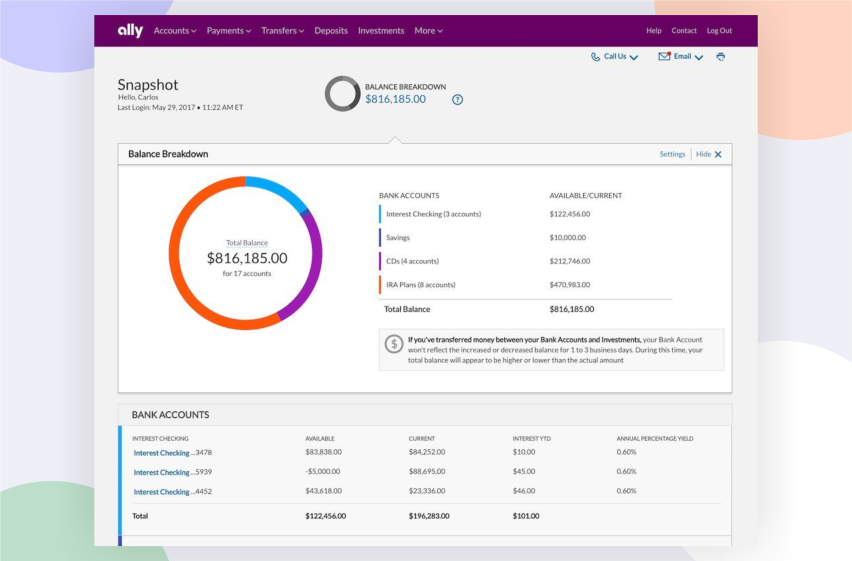 ally Accounts Payments Transfers Deposits Investments More Help Contact Log Out
Call Us Email
Snapshot
Hello, Carlos
Last Login: May 29, 2017 • 11:22 AM ET
BALANCE BREAKDOWN
$816,185.00 ?
Balance Breakdown Settings Hide X
Total Balance
$816,185.00
for 17 accounts
BANK ACCOUNTS AVAILABLE/CURRENT
Interest Checking (3 accounts) $122,456.00
Savings $10,000.00
CDs (4 accounts) $212,746.00
IRA Plans (8 accounts) $470,983.00
Total Balance $816,185.00
$ If you've transferred money between your Bank Accounts and Investments, your Bank Account
won't reflect the increased or decreased balance for 1 to 3 business days. During this time, your
total balance will appear to be higher or lower than the actual amount
BANK ACCOUNTS
INTEREST CHECKING AVAILABLE CURRENT INTEREST YTD ANNUAL PERCENTAGE YIELD
Interest Checking ...3478 $83,838.00 $84,252.00 $10.00 0.60%
Interest Checking ...5939 -$5,000.00 $88,695.00 $45.00 0.60%
Interest Checking ...4452 $43,618.00 $23,336.00 $46.00 0.60%
Total $122,456.00 $196,283.00 $101.00